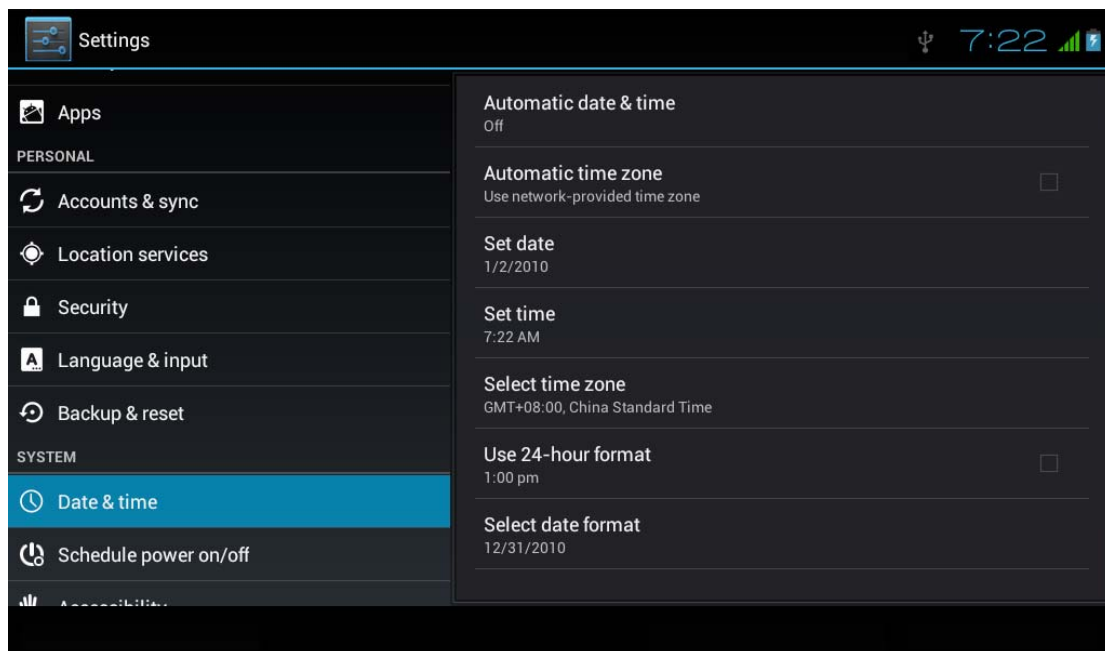 Settings
7:22
Apps
PERSONAL
Accounts & sync
Location services
Security
Language & input
Backup & reset
SYSTEM
Date & time
Schedule power on/off
Accessibility
Automatic date & time
Off
Automatic time zone
Use network-provided time zone
Set date
1/2/2010
Set time
7:22 AM
Select time zone
GMT+08:00, China Standard Time
Use 24-hour format
1:00 pm
Select date format
12/31/2010